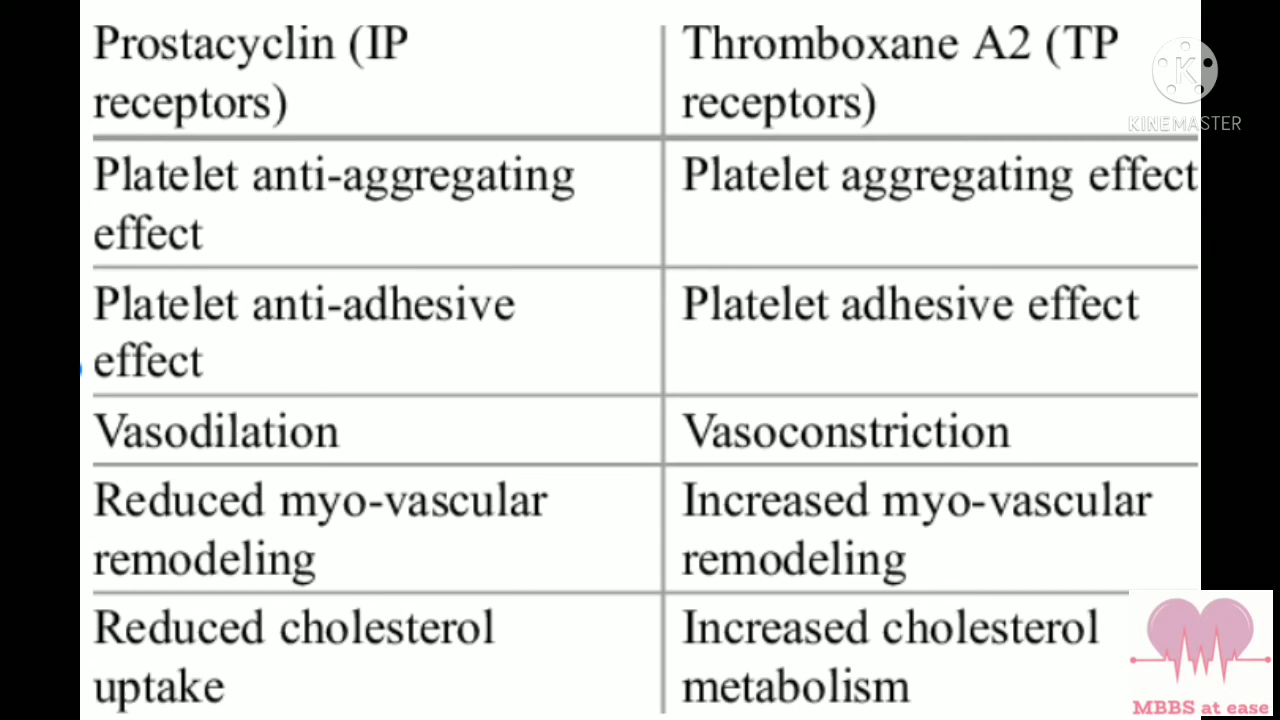 Prostacyclin (IP
receptors)
Thromboxane A2 (TP
receptors)
Platelet anti-aggregating
effect
Platelet aggregating effect
Platelet anti-adhesive
effect
Platelet adhesive effect
Vasodilation
Vasoconstriction
Reduced myo-vascular
remodeling
Increased myo-vascular
remodeling
Reduced cholesterol
uptake
Increased cholesterol
metabolism
K
KINEMASTER
MBBS at ease